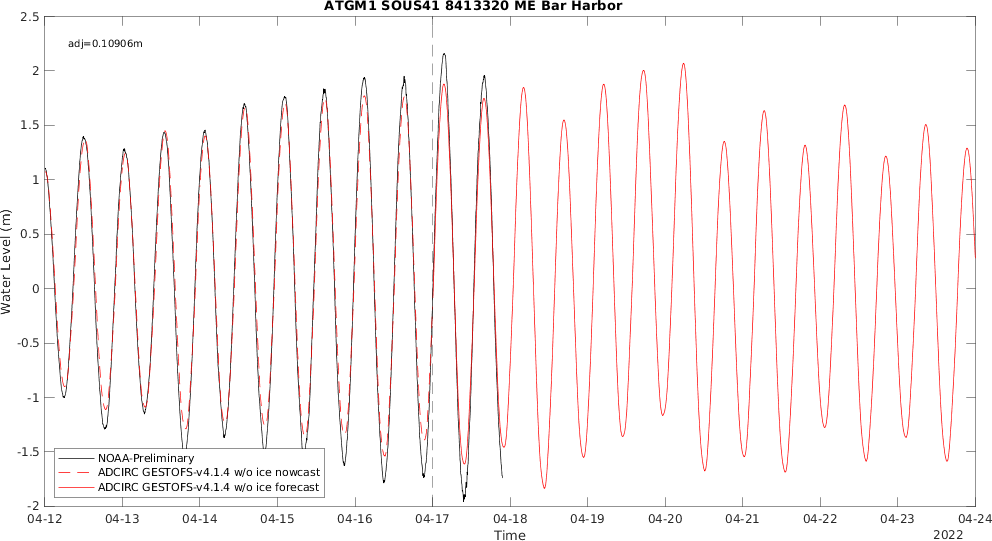 ATGM1 SOUS41 8413320 ME Bar Harbor
adj=0.10906m
2.5
2
1.5
1
0.5
0
-0.5
-1
-1.5
-2
Water Level (m)
NOAA-Preliminary
ADCIRC GESTOFS-v4.1.4 w/o ice nowcast
ADCIRC GESTOFS-v4.1.4 w/o ice forecast
04-12 04-13 04-14 04-15 04-16 04-17 04-18 04-19 04-20 04-21 04-22 04-23 04-24
Time
2022